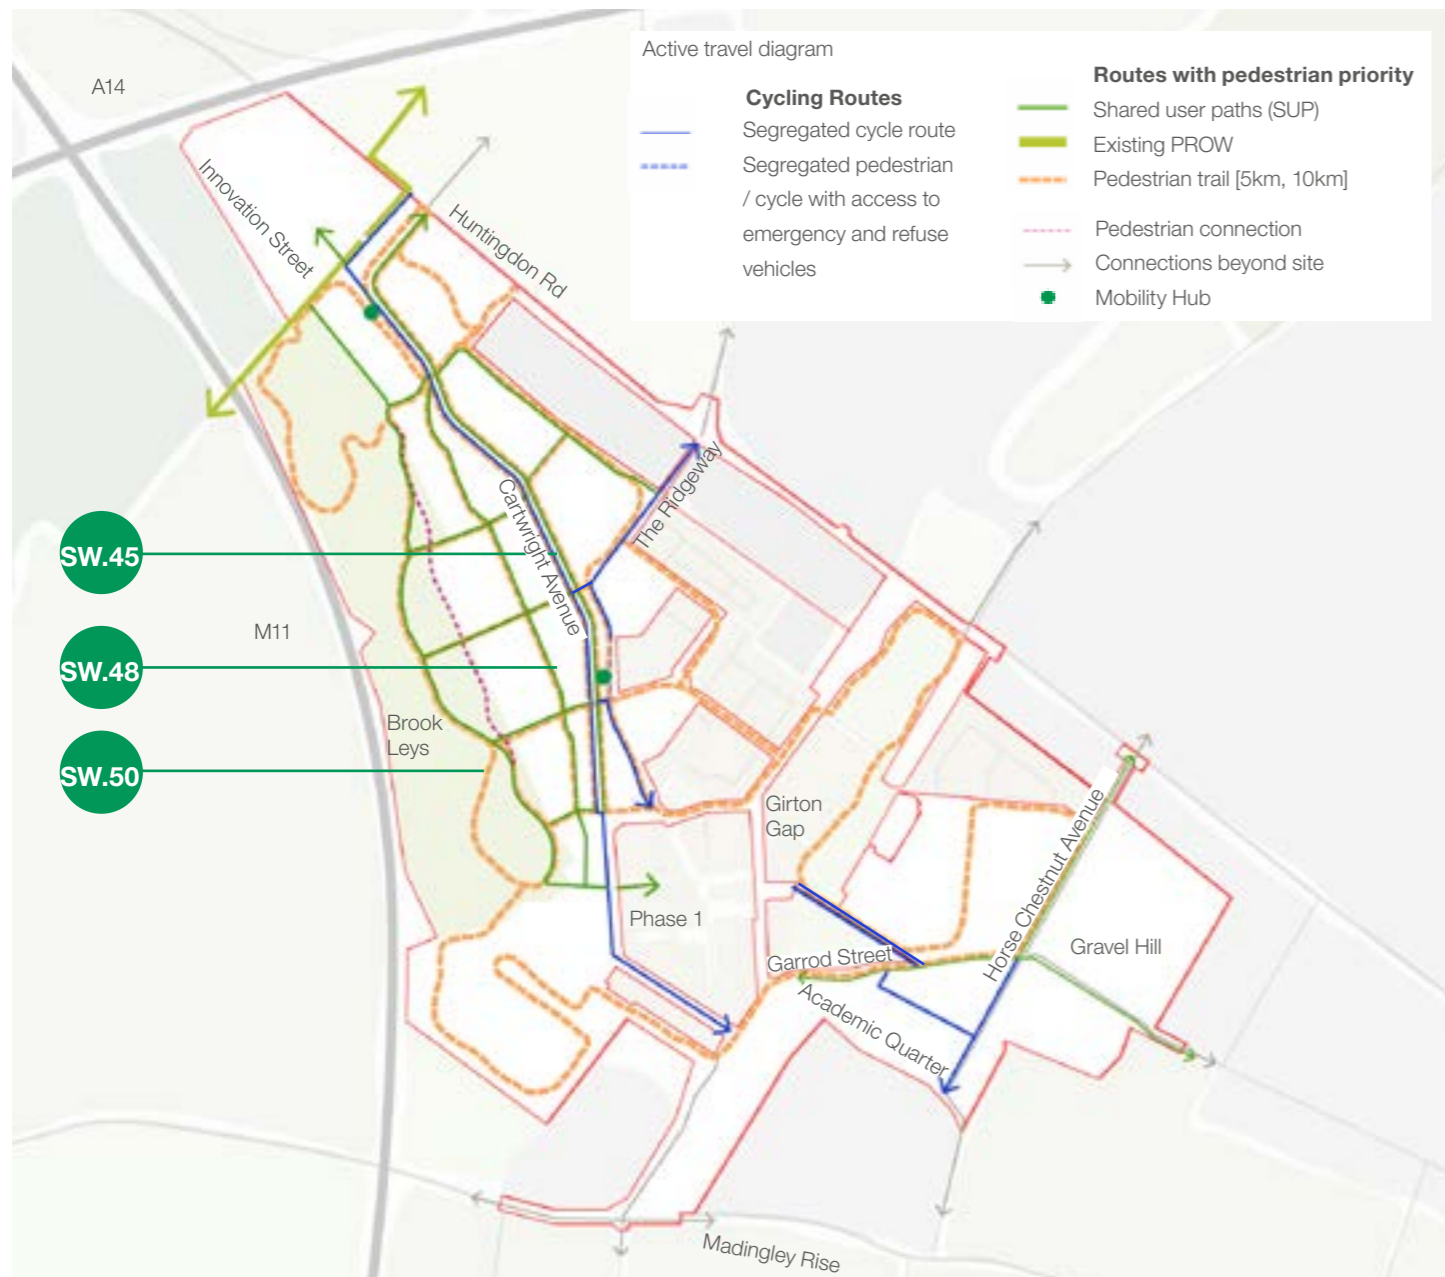 Active travel diagram
Cycling Routes
Segregated cycle route
Segregated pedestrian
/ cycle with access to
emergency and refuse
vehicles
Routes with pedestrian priority
Shared user paths (SUP)
Existing PROW
Pedestrian trail [5km, 10km]
Pedestrian connection
Connections beyond site
Mobility Hub
A14
Innovation Street
Huntingdon Rd
The Ridgeway
Cartwright Avenue
SW.45
M11
SW.48
Brook
Leys
SW.50
Girton
Gap
Horse Chestnut Avenue
Phase 1
Garrod Street
Gravel Hill
Academic Quarter
Madingley Rise